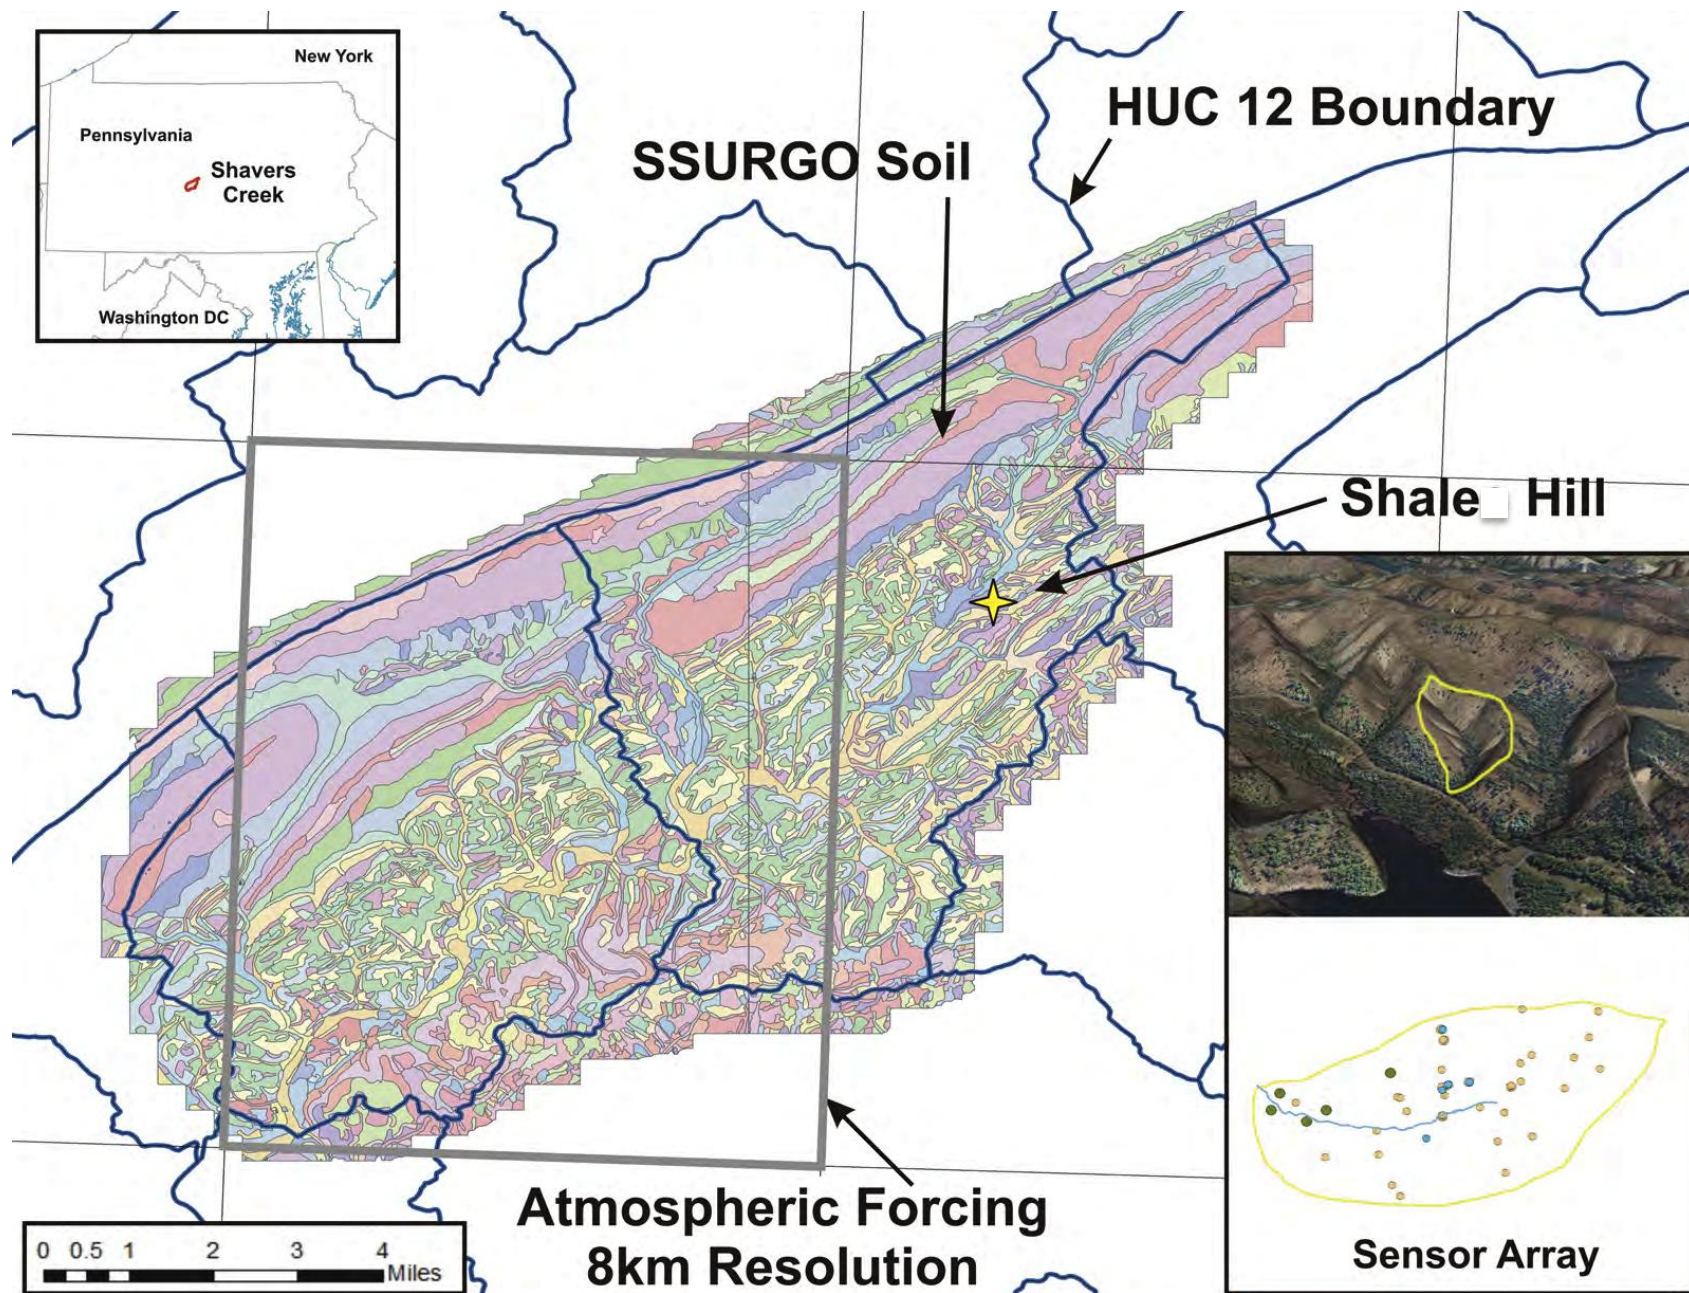 New York
Pennsylvania
Shavers
Creek
Washington DC
HUC 12 Boundary
SSURGO Soil
Shale Hill
Atmospheric Forcing
8km Resolution
Sensor Array
0 0.5 1 2 3 4
Miles